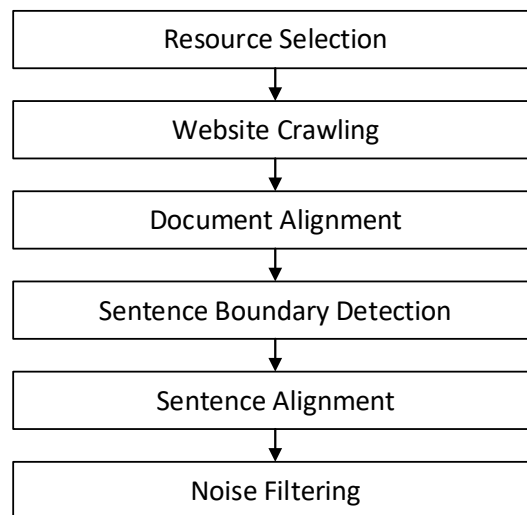 Resource Selection
Website Crawling
Document Alignment
Sentence Boundary Detection
Sentence Alignment
Noise Filtering